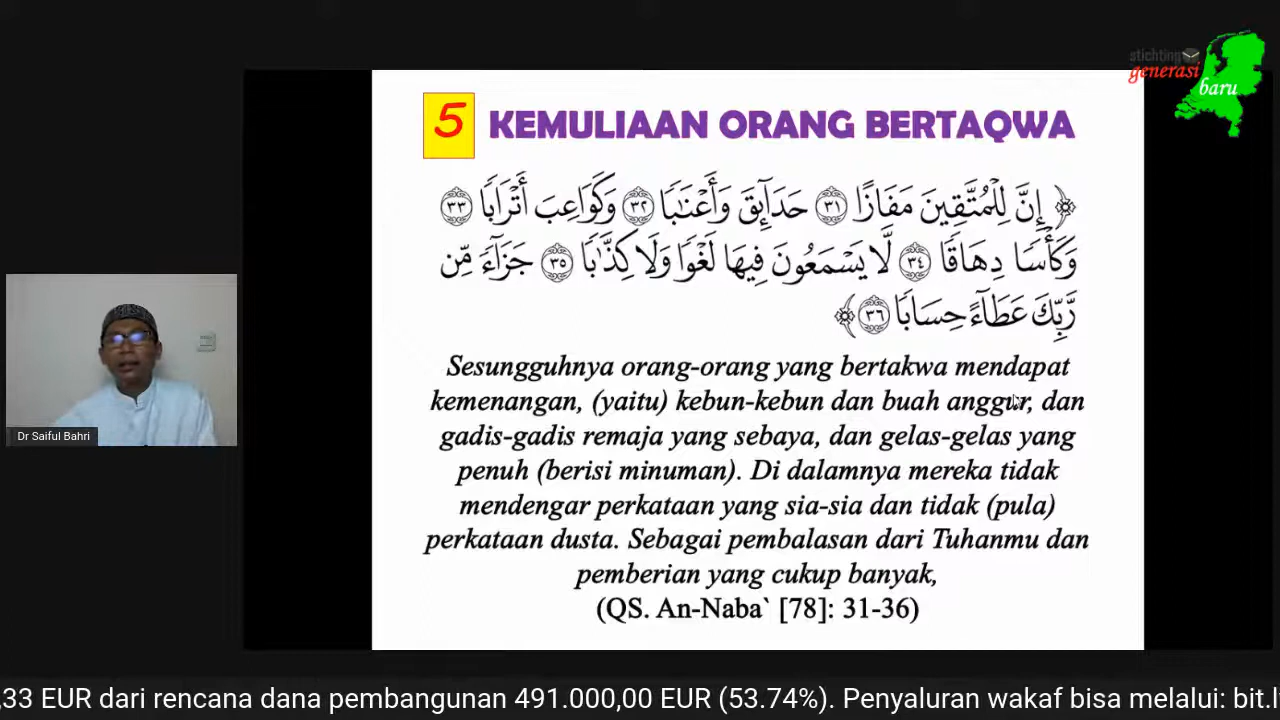 stichting
generasi
baru
5 KEMULIAAN ORANG BERTAQWA
﴿ إِنَّ لِلْمُتَّقِينَ مَفَازًا ٣١ حَدَآئِقَ وَأَعْنَٰبًا ٣٢ وَكَوَاعِبَ أَتْرَابًا ٣٣
وَكَأْسًا دِهَاقًا ٣٤ لَّا يَسْمَعُونَ فِيهَا لَغْوًا وَلَا كِذَّٰبًا ٣٥ جَزَآءً مِّن
رَّبِّكَ عَطَآءً حِسَابًا ٣٦ ﴾
Sesungguhnya orang-orang yang bertakwa mendapat
kemenangan, (yaitu) kebun-kebun dan buah anggur, dan
gadis-gadis remaja yang sebaya, dan gelas-gelas yang
penuh (berisi minuman). Di dalamnya mereka tidak
mendengar perkataan yang sia-sia dan tidak (pula)
perkataan dusta. Sebagai pembalasan dari Tuhanmu dan
pemberian yang cukup banyak,
(QS. An-Naba` [78]: 31-36)
Dr Saiful Bahri
,33 EUR dari rencana dana pembangunan 491.000,00 EUR (53.74%). Penyaluran wakaf bisa melalui: bit.l